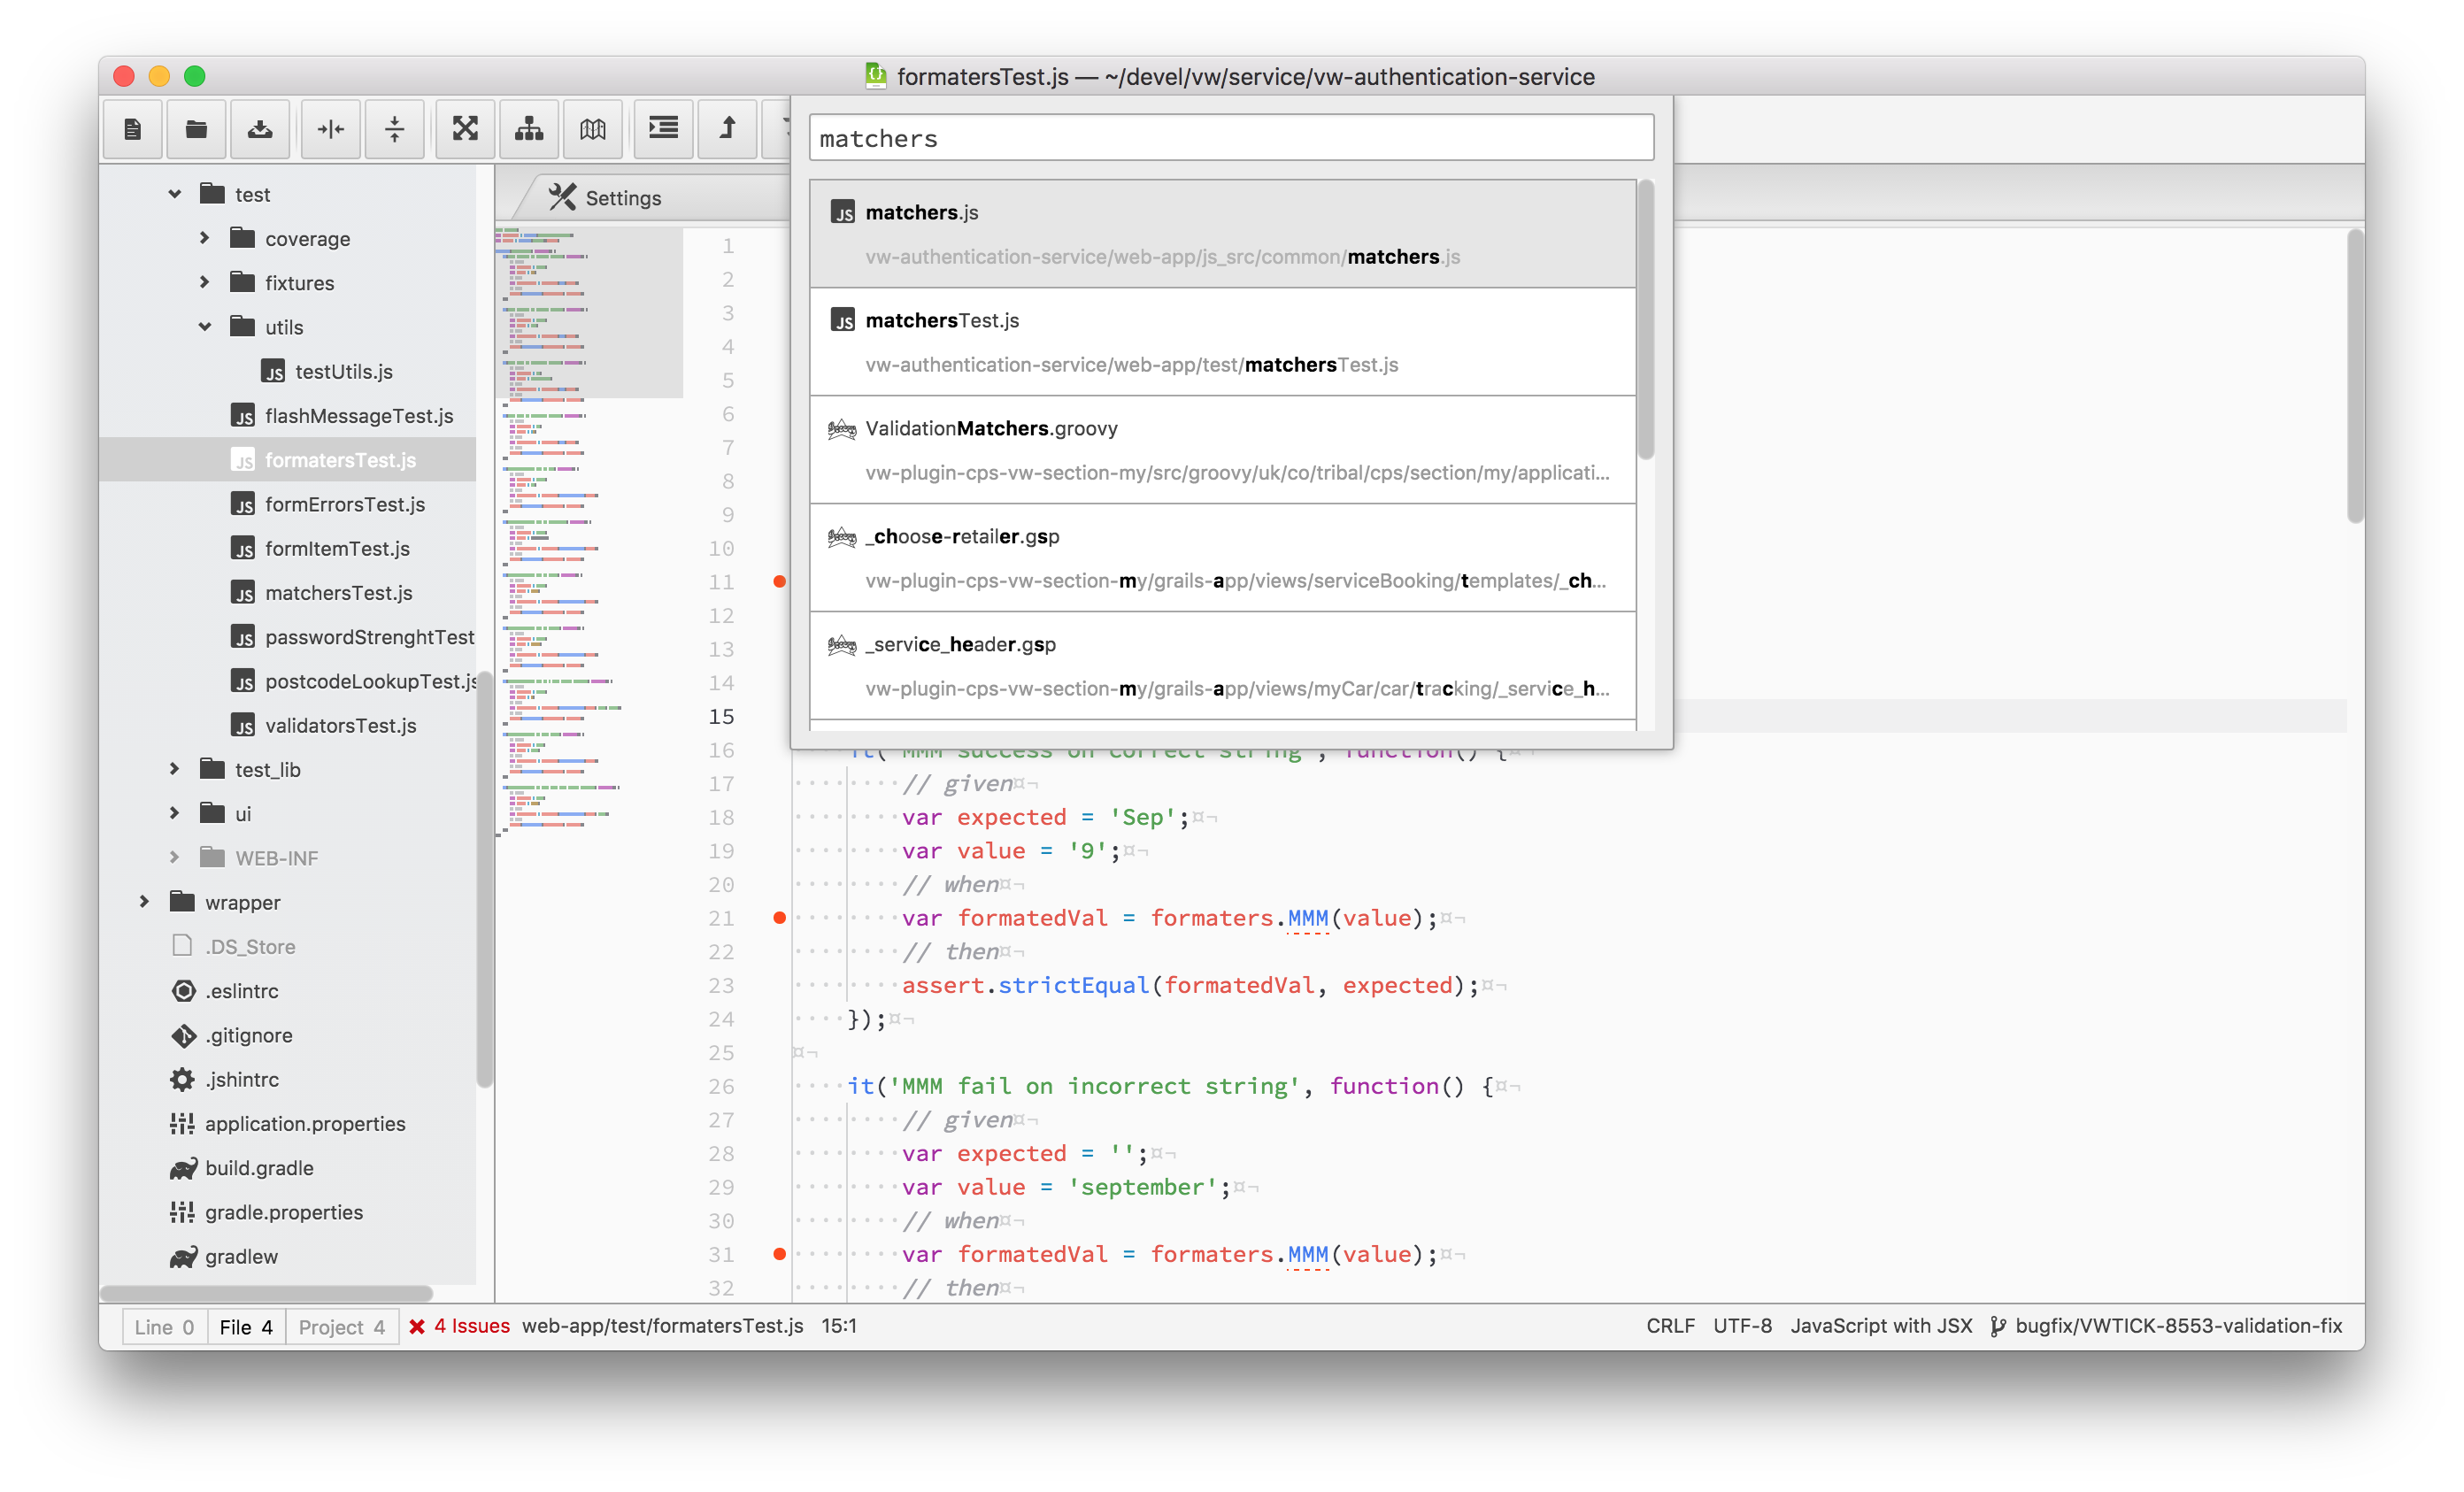 formatersTest.js — ~/devel/vw/service/vw-authentication-service
matchers
matchers.js
vw-authentication-service/web-app/js_src/common/matchers.js
matchersTest.js
vw-authentication-service/web-app/test/matchersTest.js
ValidationMatchers.groovy
vw-plugin-cps-vw-section-my/src/groovy/uk/co/tribal/cps/section/my/applicati...
_choose-retailer.gsp
vw-plugin-cps-vw-section-my/grails-app/views/serviceBooking/templates/_ch...
_service_header.gsp
vw-plugin-cps-vw-section-my/grails-app/views/myCar/car/tracking/_service_h...
test
coverage
fixtures
utils
JS testUtils.js
JS flashMessageTest.js
JS formatersTest.js
JS formErrorsTest.js
JS formItemTest.js
JS matchersTest.js
JS passwordStrenghtTest
JS postcodeLookupTest.js
JS validatorsTest.js
test_lib
ui
WEB-INF
wrapper
.DS_Store
.eslintrc
.gitignore
.jshintrc
application.properties
build.gradle
gradle.properties
gradlew
Settings
1
2
3
4
5
6
7
8
9
10
11
12
13
14
15
16 it('MMM success on correct string', function() {¤¬
17 ········// given¤¬
18 ········var expected = 'Sep';¤¬
19 ········var value = '9';¤¬
20 ········// when¤¬
21 ········var formatedVal = formaters.MMM(value);¤¬
22 ········// then¤¬
23 ········assert.strictEqual(formatedVal, expected);¤¬
24 ····});¤¬
25 ¤¬
26 ····it('MMM fail on incorrect string', function() {¤¬
27 ········// given¤¬
28 ········var expected = '';¤¬
29 ········var value = 'september';¤¬
30 ········// when¤¬
31 ········var formatedVal = formaters.MMM(value);¤¬
32 ········// then¤¬
Line 0 File 4 Project 4 4 Issues web-app/test/formatersTest.js 15:1 CRLF UTF-8 JavaScript with JSX bugfix/VWTICK-8553-validation-fix